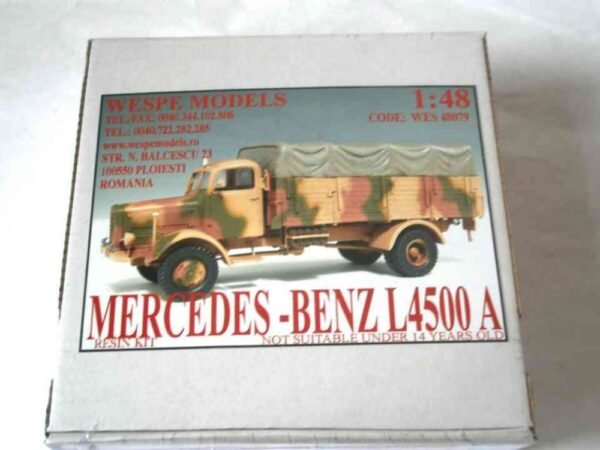 WESPE MODELS
1:48
TEL./FAX: 0040.344.102.808
CODE: WES 48079
TEL.: 0040.722.282.285
www.wespemodels.ro
STR. N. BALCESCU 23
100550 PLOIESTI
ROMANIA
MERCEDES -BENZ L4500 A
RESIN KIT
NOT SUITABLE UNDER 14 YEARS OLD